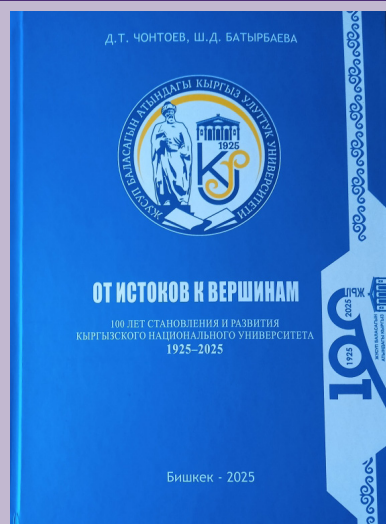 Д.Т. ЧОНТОЕВ, Ш.Д. БАТЫРБАЕВА
ЖУСУП БАЛАСАГЫН АТЫНДАГЫ КЫРГЫЗ УЛУТТУК УНИВЕРСИТЕТИ
1925
ОТ ИСТОКОВ К ВЕРШИНАМ
100 ЛЕТ СТАНОВЛЕНИЯ И РАЗВИТИЯ
КЫРГЫЗСКОГО НАЦИОНАЛЬНОГО УНИВЕРСИТЕТА
1925–2025
100
1925
2025
ЖЫЛ
Бишкек - 2025